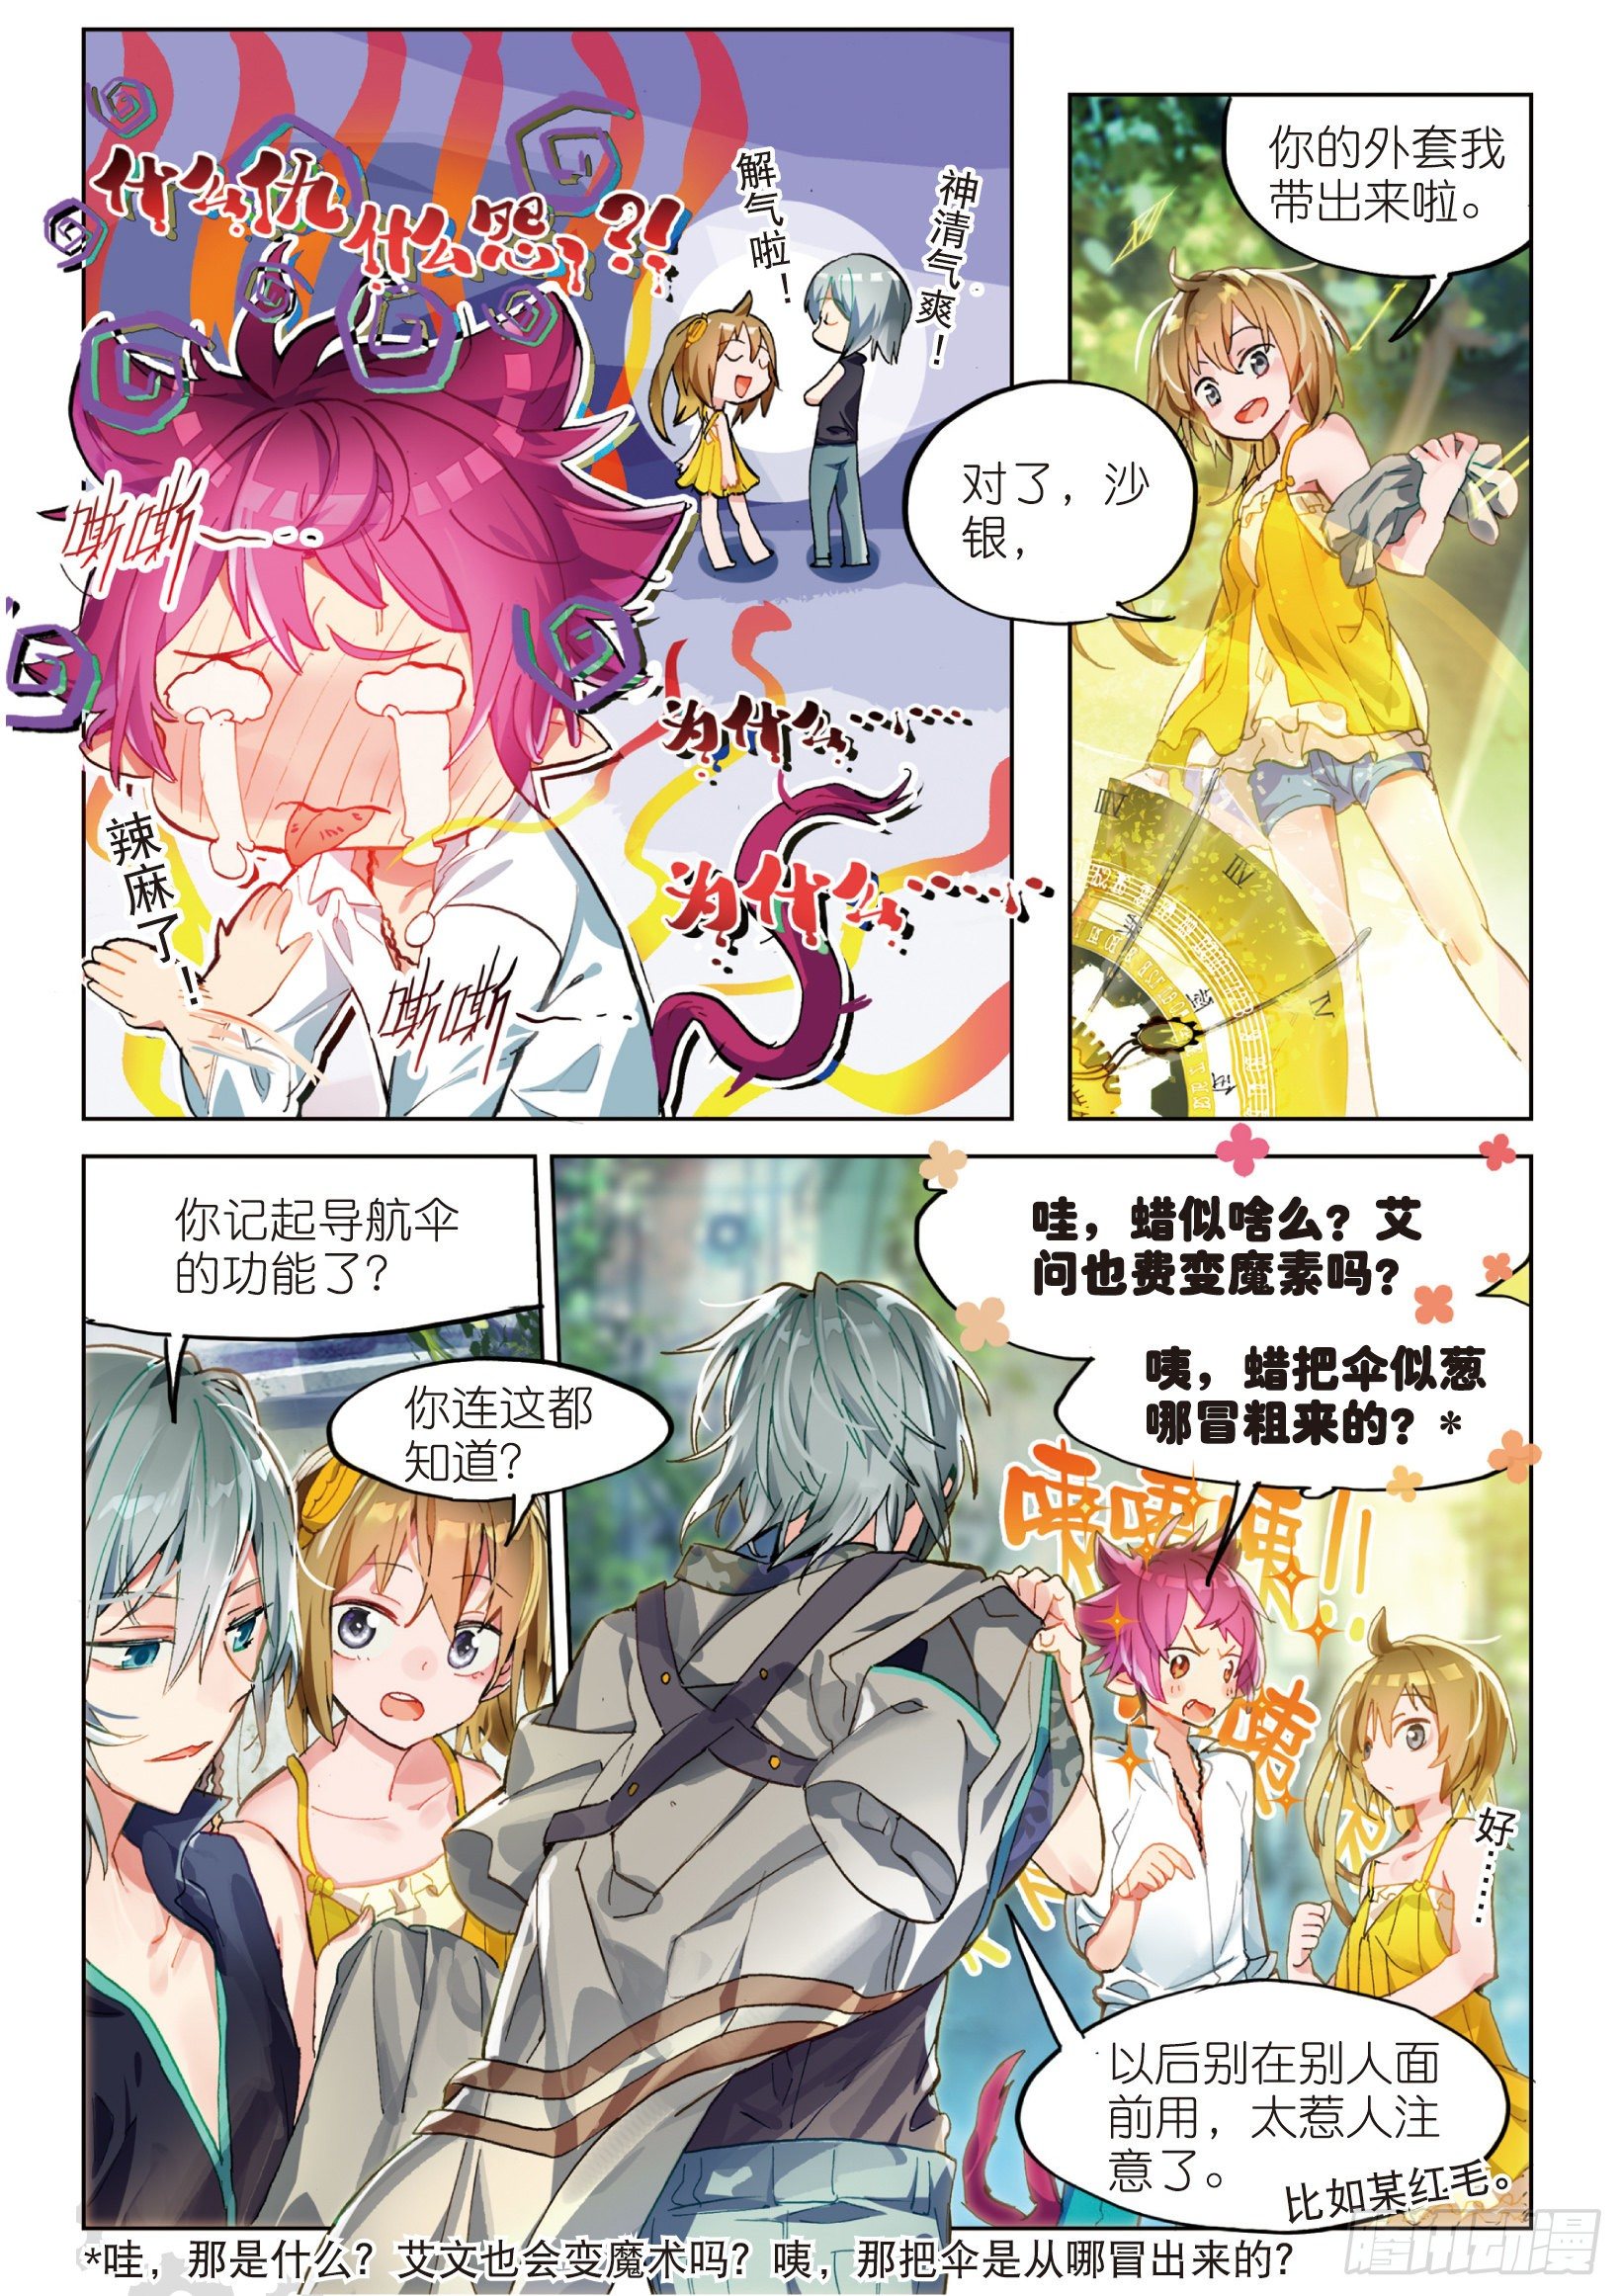 什么仇什么怨，?!
解气啦！
神清气爽！
嘶嘶～……
辣麻了！
嘶嘶～……
为什么……
为什么……
对了，沙
银，
你的外套我
带出来啦。
你记起导航伞
的功能了？
你连这都
知道？
哇，蜡似啥么？艾
问也费变魔素吗？
咦，蜡把伞似葱
哪冒粗来的？*
咦咦咦!!
咦
好……
以后别在别人面
前用，太惹人注
意了。
比如某红毛。
*哇，那是什么？艾文也会变魔术吗？咦，那把伞是从哪冒出来的？
腾讯动漫